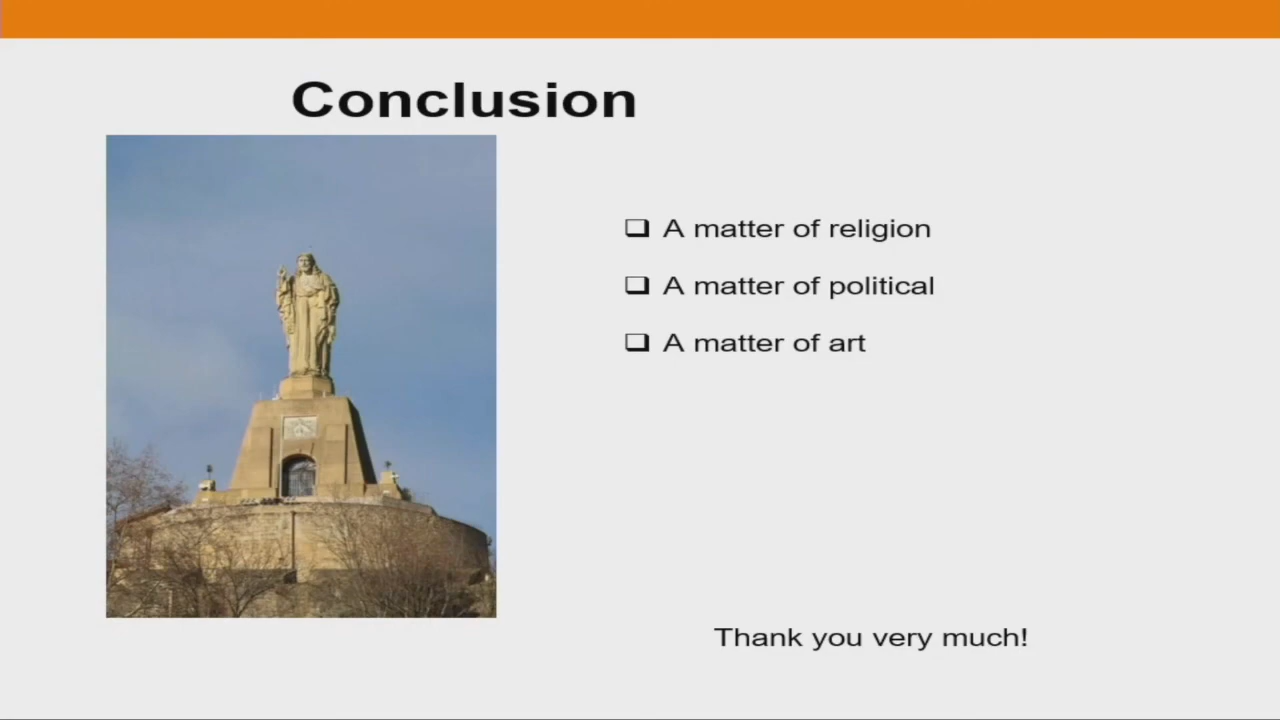 Conclusion
A matter of religion
A matter of political
A matter of art
Thank you very much!